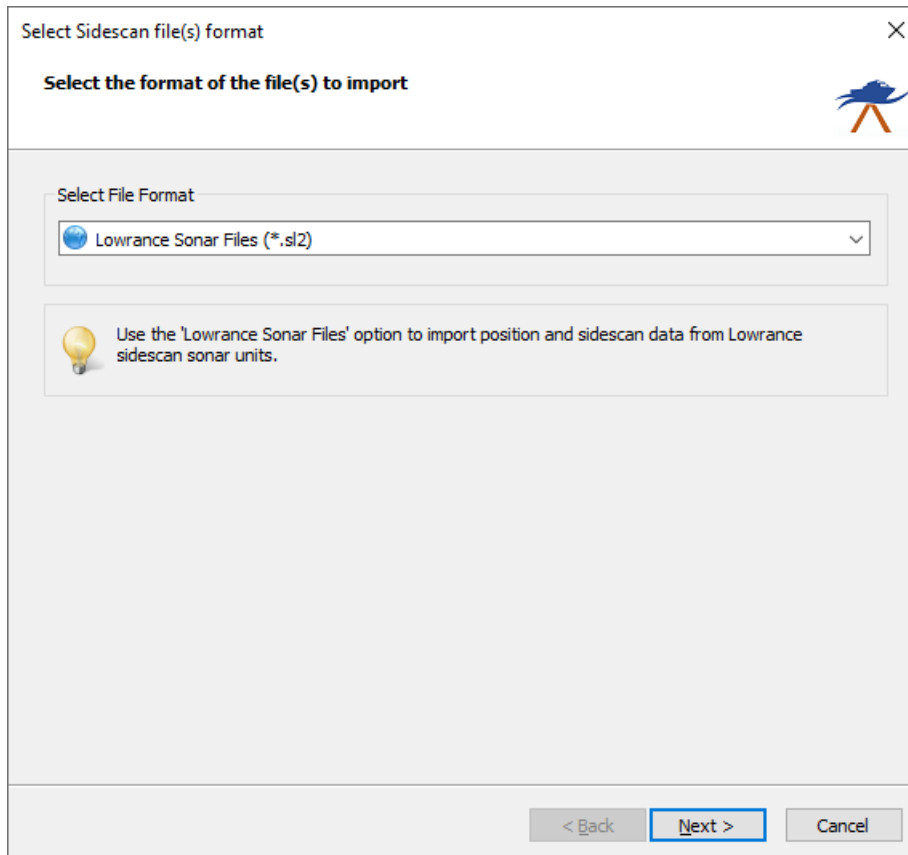 Select Sidescan file(s) format
Select the format of the file(s) to import
Select File Format
Lowrance Sonar Files (*.sl2)
Use the 'Lowrance Sonar Files' option to import position and sidescan data from Lowrance
sidescan sonar units.
< Back
Next >
Cancel